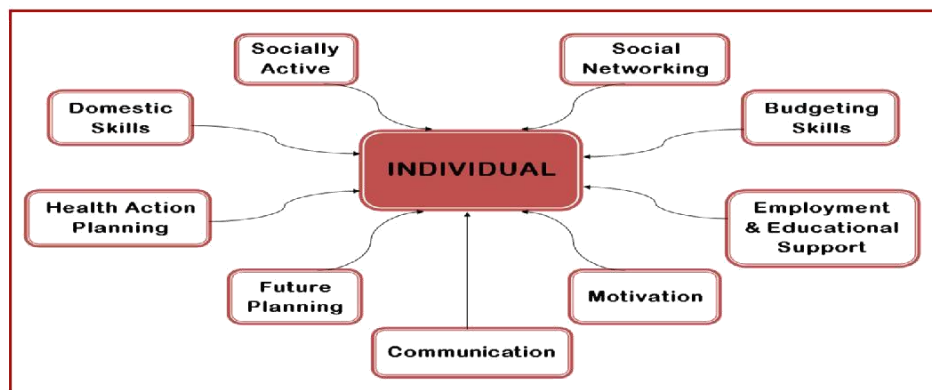 Socially
Active
Social
Networking
Domestic
Skills
Budgeting
Skills
INDIVIDUAL
Health Action
Planning
Employment
& Educational
Support
Future
Planning
Motivation
Communication